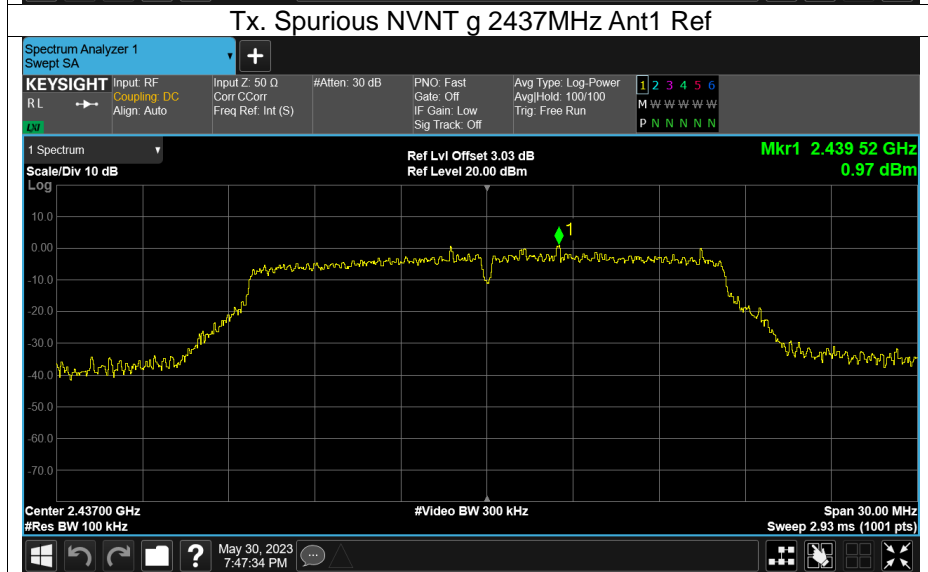 Tx. Spurious NVNT g 2437MHz Ant1 Ref
Spectrum Analyzer 1
Swept SA
+
KEYSIGHT Input: RF Input Z: 50 Ω #Atten: 30 dB PNO: Fast Avg Type: Log-Power 1 2 3 4 5 6
RL Coupling: DC Corr CCorr Gate: Off Avg|Hold: 100/100 M W W W W W
Align: Auto Freq Ref: Int (S) IF Gain: Low Trig: Free Run
LXI Sig Track: Off P N N N N N
1 Spectrum Ref Lvl Offset 3.03 dB Mkr1 2.439 52 GHz
Scale/Div 10 dB Ref Level 20.00 dBm 0.97 dBm
Log
10.0
1
0.00
-10.0
-20.0
-30.0
-40.0
-50.0
-60.0
-70.0
Center 2.43700 GHz #Video BW 300 kHz Span 30.00 MHz
#Res BW 100 kHz Sweep 2.93 ms (1001 pts)
? May 30, 2023
7:47:34 PM